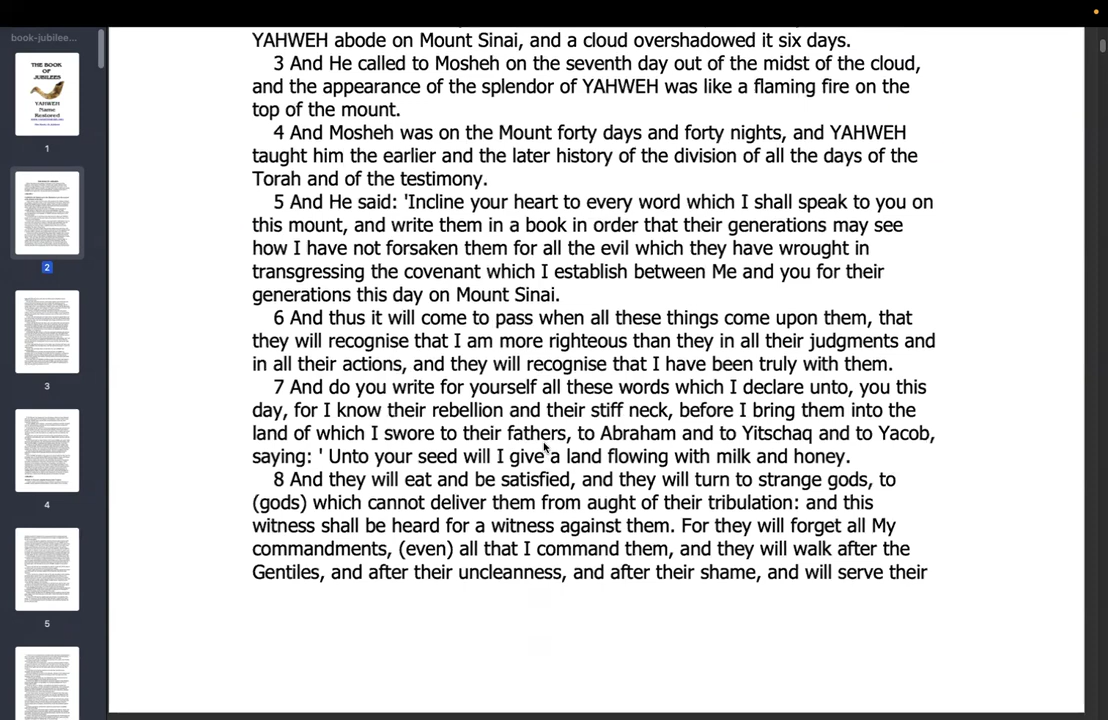 book-jubilee...
THE BOOK
OF
JUBILEES
YAHWEH
Name
Restored
1
2
3
4
5
YAHWEH abode on Mount Sinai, and a cloud overshadowed it six days.
3 And He called to Mosheh on the seventh day out of the midst of the cloud,
and the appearance of the splendor of YAHWEH was like a flaming fire on the
top of the mount.
4 And Mosheh was on the Mount forty days and forty nights, and YAHWEH
taught him the earlier and the later history of the division of all the days of the
Torah and of the testimony.
5 And He said: 'Incline your heart to every word which I shall speak to you on
this mount, and write them in a book in order that their generations may see
how I have not forsaken them for all the evil which they have wrought in
transgressing the covenant which I establish between Me and you for their
generations this day on Mount Sinai.
6 And thus it will come to pass when all these things come upon them, that
they will recognise that I am more righteous than they in all their judgments and
in all their actions, and they will recognise that I have been truly with them.
7 And do you write for yourself all these words which I declare unto, you this
day, for I know their rebellion and their stiff neck, before I bring them into the
land of which I swore to their fathers, to Abraham and to Yitschaq and to Yacob,
saying: ' Unto your seed will I give a land flowing with milk and honey.
8 And they will eat and be satisfied, and they will turn to strange gods, to
(gods) which cannot deliver them from aught of their tribulation: and this
witness shall be heard for a witness against them. For they will forget all My
commandments, (even) all that I command them, and they will walk after the
Gentiles, and after their uncleanness, and after their shame, and will serve their